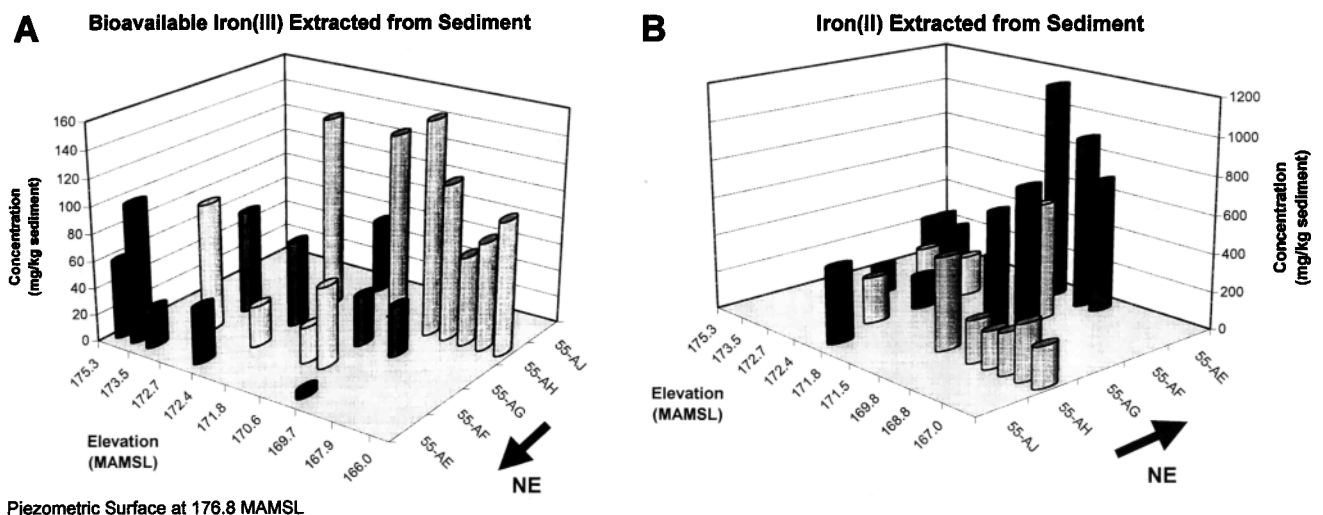 A
Bioavailable Iron(III) Extracted from Sediment
160
140
120
100
80
60
40
20
0
Concentration
(mg/kg sediment)
175.3
173.5
172.7
172.4
171.8
170.6
169.7
167.9
166.0
Elevation
(MAMSL)
55-AE
55-AF
55-AG
55-AH
55-AJ
NE
Piezometric Surface at 176.8 MAMSL
B
Iron(II) Extracted from Sediment
1200
1000
800
600
400
200
0
Concentration
(mg/kg sediment)
175.3
173.5
172.7
172.4
171.8
171.5
169.8
168.8
167.0
Elevation
(MAMSL)
55-AJ
55-AH
55-AG
55-AF
55-AE
NE